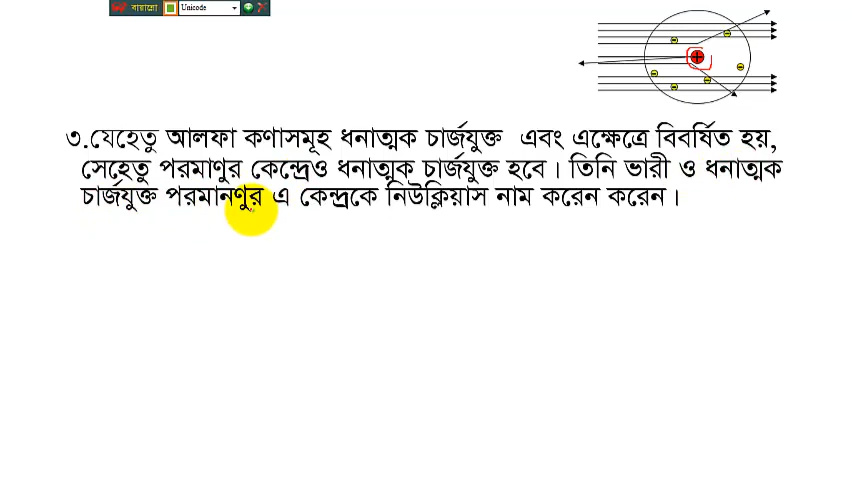 বায়ান্নো Unicode
৩.যেহেতু আলফা কণাসমূহ ধনাত্মক চার্জযুক্ত এবং এক্ষেত্রে বিবর্ষিত হয়,
সেহেতু পরমাণুর কেন্দ্রেও ধনাত্মক চার্জযুক্ত হবে। তিনি ভারী ও ধনাত্মক
চার্জযুক্ত পরমানণুর এ কেন্দ্রকে নিউক্লিয়াস নাম করেন করেন।